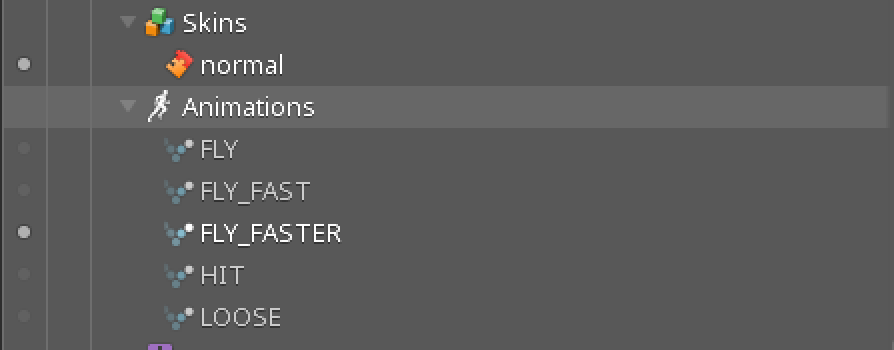 Skins
normal
Animations
FLY
FLY_FAST
FLY_FASTER
HIT
LOOSE